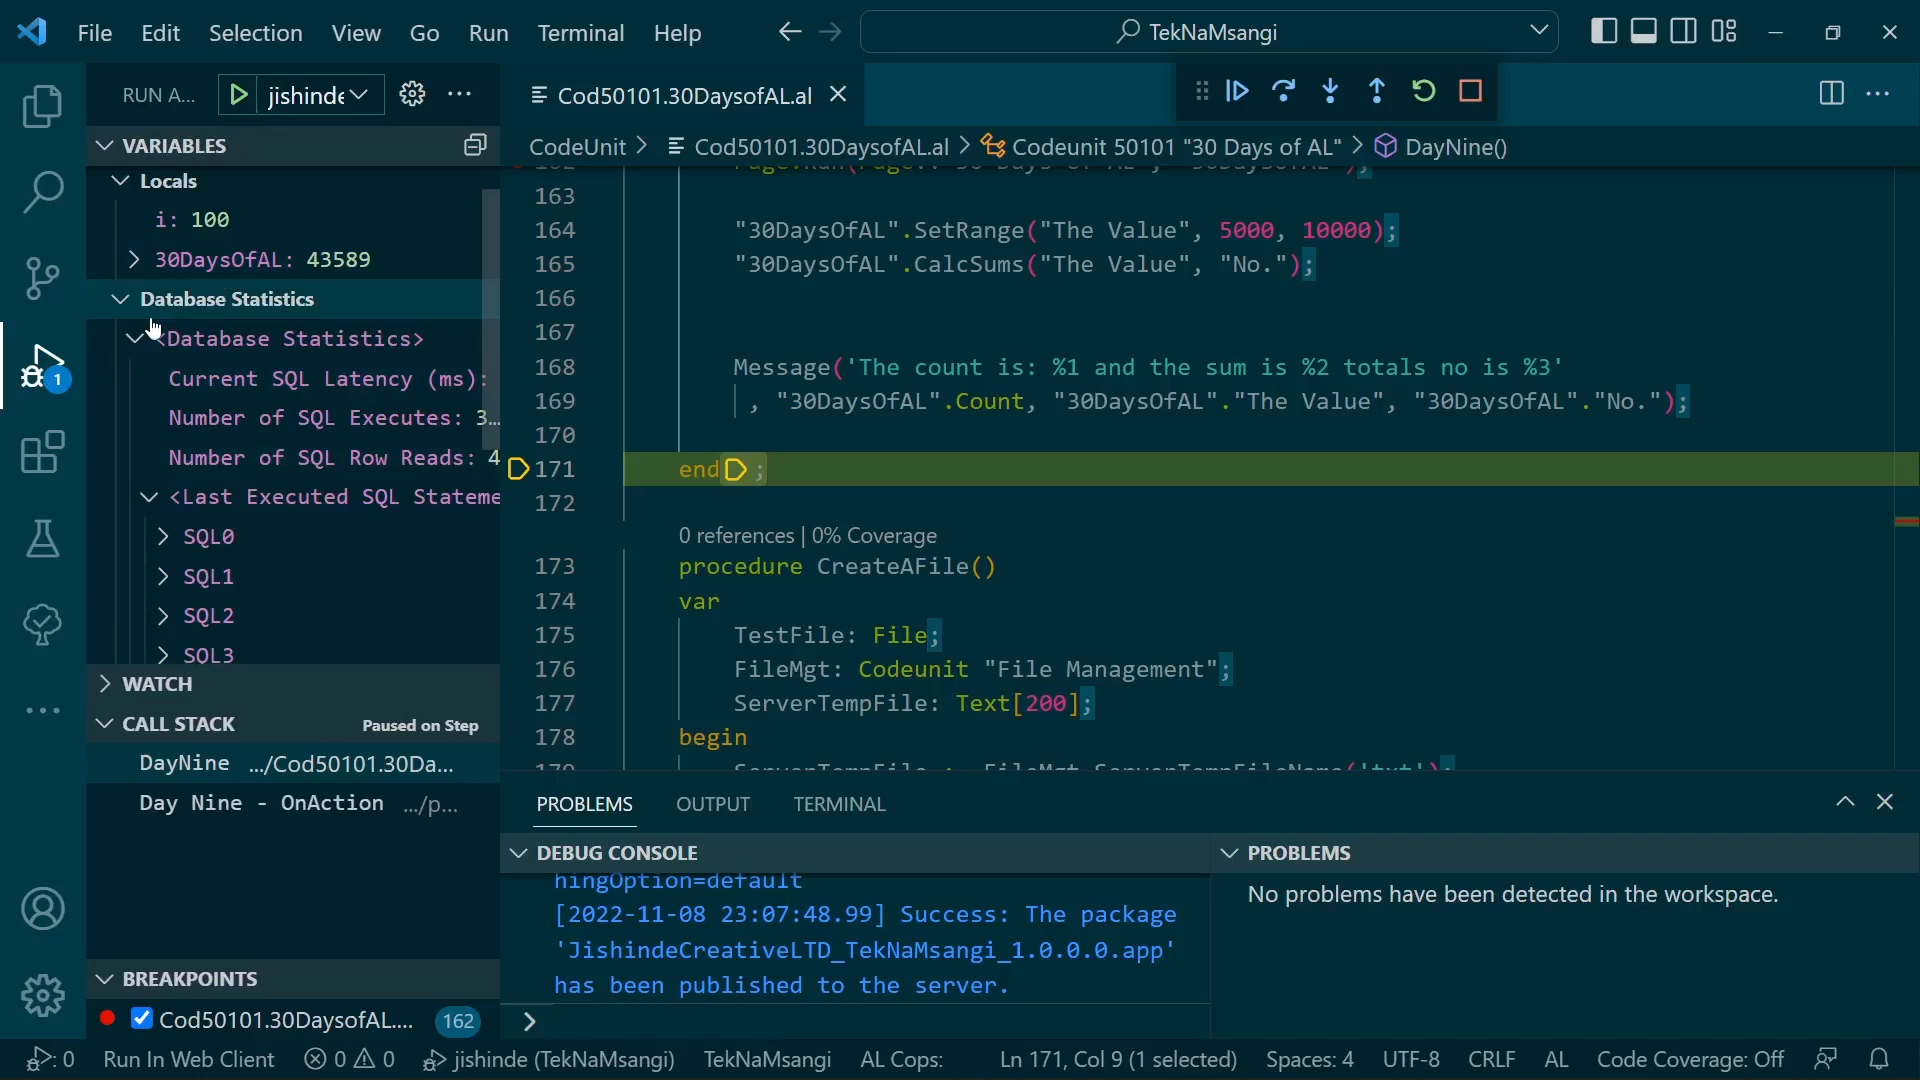 File Edit Selection View Go Run Terminal Help
TekNaMsangi
RUN A...
jishinde
Cod50101.30DaysofAL.al
VARIABLES
Locals
i: 100
30DaysOfAL: 43589
Database Statistics
<Database Statistics>
Current SQL Latency (ms):
Number of SQL Executes: 3...
Number of SQL Row Reads: 4
<Last Executed SQL Stateme
SQL0
SQL1
SQL2
SQL3
WATCH
CALL STACK Paused on Step
DayNine .../Cod50101.30Da...
Day Nine - OnAction .../p...
BREAKPOINTS
Cod50101.30DaysofAL.... 162
1
CodeUnit > Cod50101.30DaysofAL.al > Codeunit 50101 "30 Days of AL" > DayNine()
163
164 "30DaysOfAL".SetRange("The Value", 5000, 10000);
165 "30DaysOfAL".CalcSums("The Value", "No.");
166
167
168 Message('The count is: %1 and the sum is %2 totals no is %3'
169 , "30DaysOfAL".Count, "30DaysOfAL"."The Value", "30DaysOfAL"."No.");
170
171 end;
172
0 references | 0% Coverage
173 procedure CreateAFile()
174 var
175 TestFile: File;
176 FileMgt: Codeunit "File Management";
177 ServerTempFile: Text[200];
178 begin
PROBLEMS OUTPUT TERMINAL
DEBUG CONSOLE
hingOption=default
[2022-11-08 23:07:48.99] Success: The package
'JishindeCreativeLTD_TekNaMsangi_1.0.0.0.app'
has been published to the server.
>
PROBLEMS
No problems have been detected in the workspace.
: 0 Run In Web Client 0 0 jishinde (TekNaMsangi) TekNaMsangi AL Cops: Ln 171, Col 9 (1 selected) Spaces: 4 UTF-8 CRLF AL Code Coverage: Off